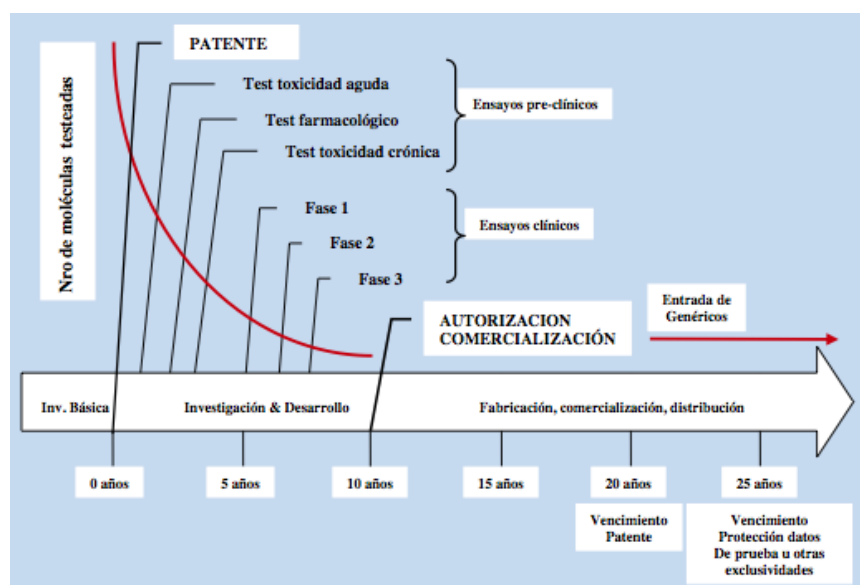 PATENTE
Nro de moléculas testeadas
Test toxicidad aguda
Test farmacológico
Test toxicidad crónica
Ensayos pre-clínicos
Fase 1
Fase 2
Fase 3
Ensayos clínicos
AUTORIZACION
COMERCIALIZACIÓN
Entrada de
Genéricos
Inv. Básica
Investigación & Desarrollo
Fabricación, comercialización, distribución
0 años
5 años
10 años
15 años
20 años
25 años
Vencimiento
Patente
Vencimiento
Protección datos
De prueba u otras
exclusividades